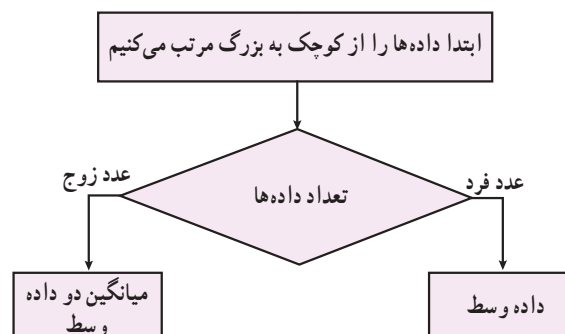 ابتدا داده‌ها را از کوچک به بزرگ مرتب می‌کنیم
تعداد داده‌ها
عدد فرد
عدد زوج
داده وسط
میانگین دو داده
وسط